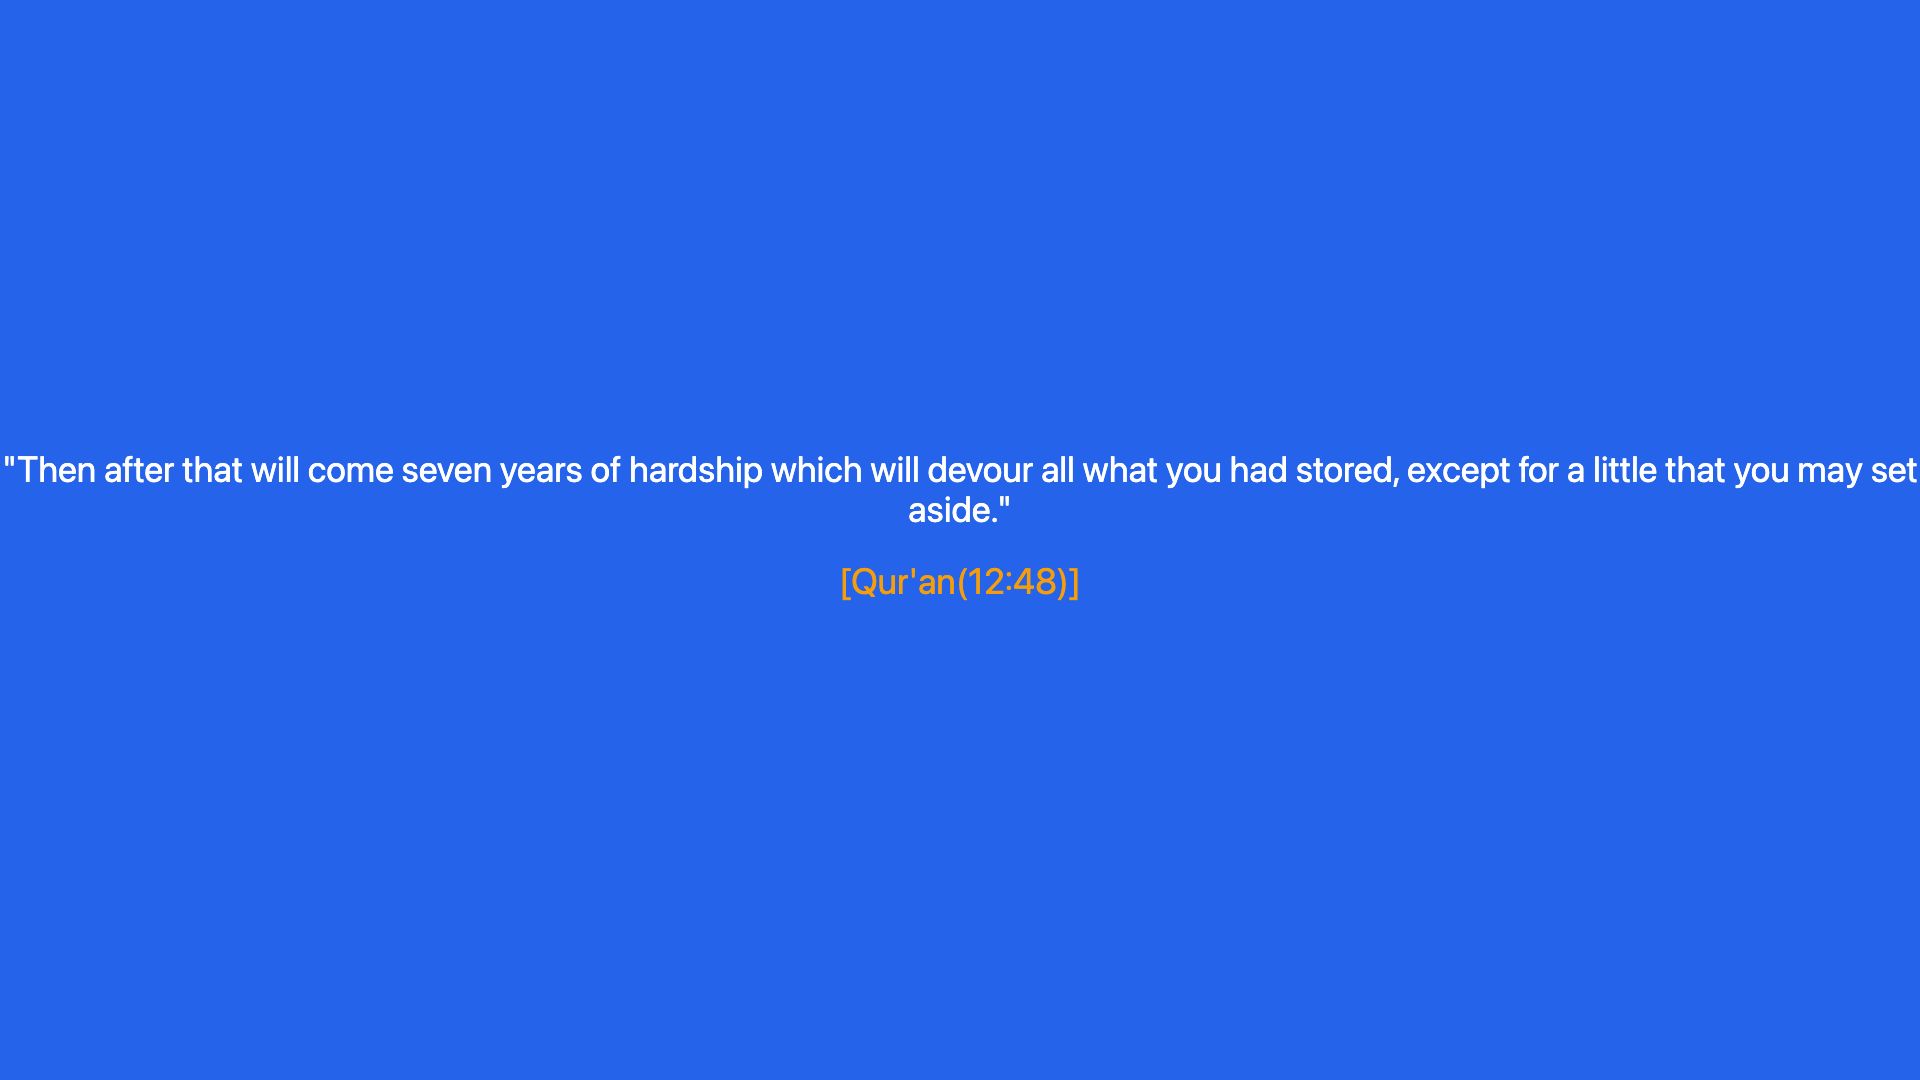 "Then after that will come seven years of hardship which will devour all what you had stored, except for a little that you may set
aside."
[Qur'an(12:48)]